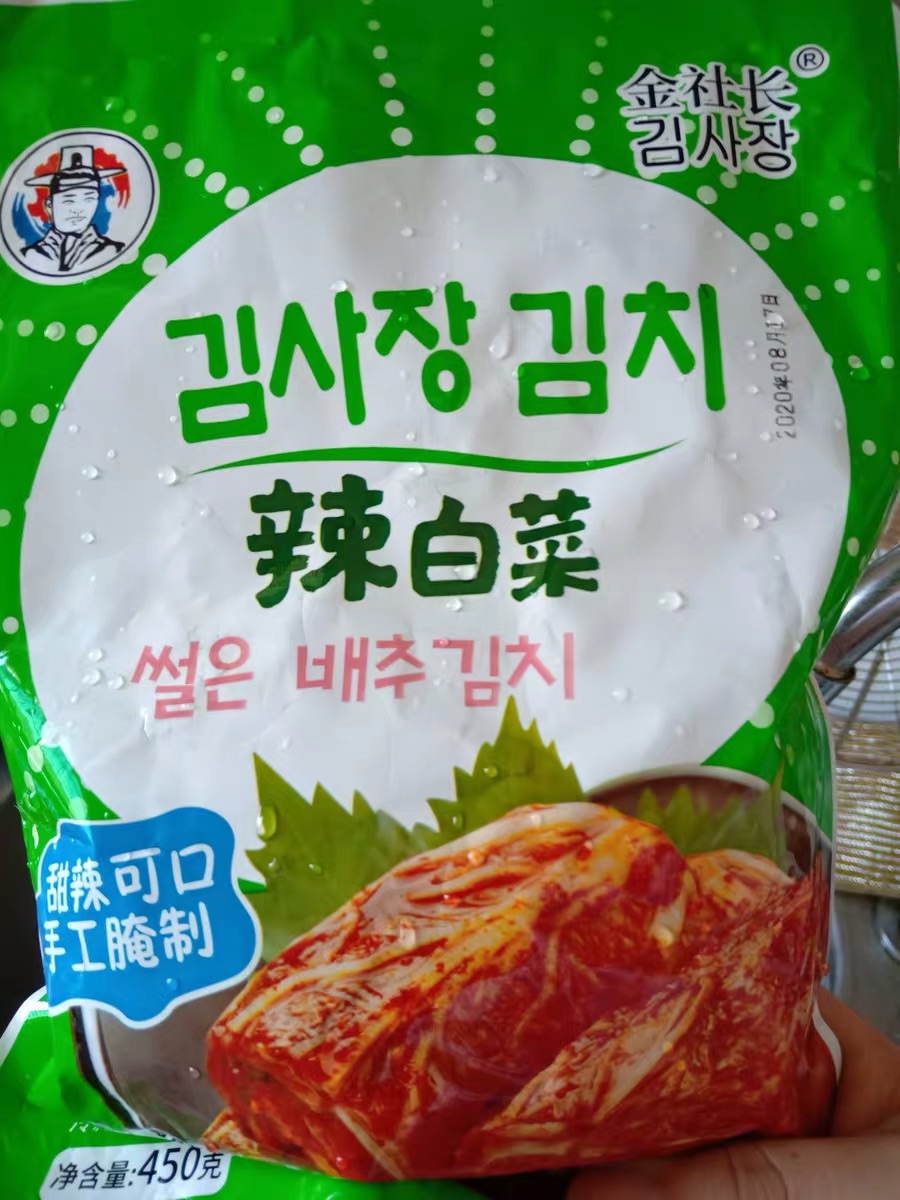 金社长®
김사장
김사장 김치
2020年08月17日
辣白菜
썰은 배추김치
甜辣可口
手工腌制
净含量:450克